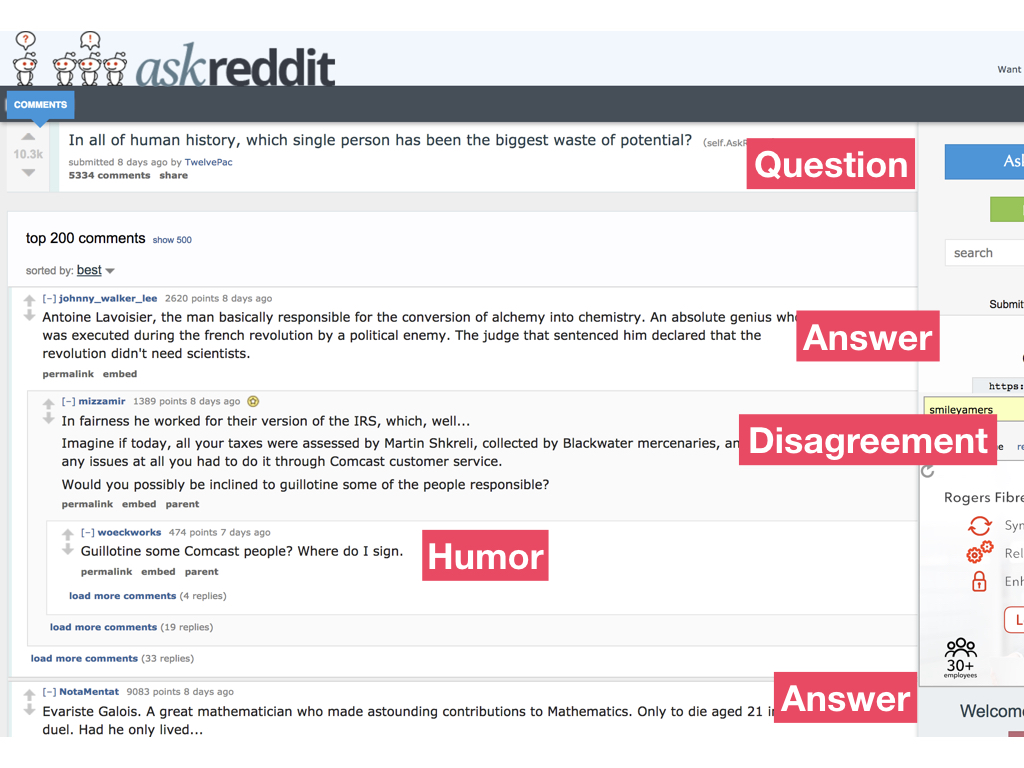 ? !
askreddit
Want
COMMENTS
In all of human history, which single person has been the biggest waste of potential? (self.Ask
10.3k
submitted 8 days ago by TwelvePac
5334 comments share
Question
top 200 comments show 500
sorted by: best
search
[–] johnny_walker_lee 2620 points 8 days ago
Submit
Antoine Lavoisier, the man basically responsible for the conversion of alchemy into chemistry. An absolute genius who
was executed during the french revolution by a political enemy. The judge that sentenced him declared that the
revolution didn't need scientists.
Answer
permalink embed
https:
[–] mizzamir 1389 points 8 days ago
smileyamers
In fairness he worked for their version of the IRS, which, well...
Imagine if today, all your taxes were assessed by Martin Shkreli, collected by Blackwater mercenaries, an
any issues at all you had to do it through Comcast customer service.
Disagreement
Would you possibly be inclined to guillotine some of the people responsible?
permalink embed parent
Rogers Fibre
[–] woeckworks 474 points 7 days ago
Guillotine some Comcast people? Where do I sign.
Humor
permalink embed parent
load more comments (4 replies)
load more comments (19 replies)
load more comments (33 replies)
30+
employees
[–] NotaMentat 9083 points 8 days ago
Evariste Galois. A great mathematician who made astounding contributions to Mathematics. Only to die aged 21 in
duel. Had he only lived...
Answer
Welcome